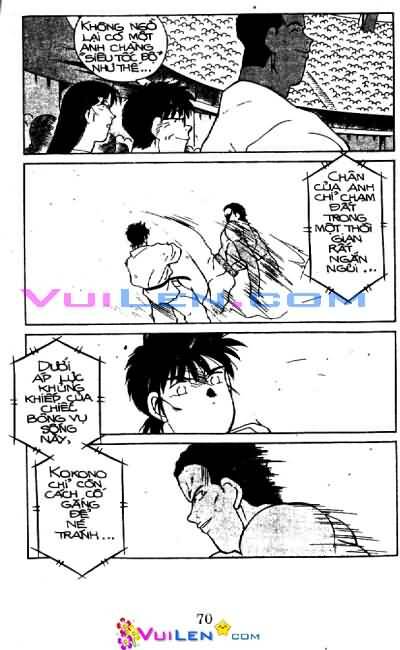 KHÔNG NGỜ
LẠI CÓ MỘT
ANH CHÀNG
"SIÊU TỐC ĐỘ"
NHƯ THẾ...
CHÂN
CỦA ANH
CHỈ CHẠM
ĐẤT
TRONG
MỘT THỜI
GIAN
RẤT
NGẮN
NGỦI...
VUILEN.COM
DƯỚI
ÁP LỰC
KHỦNG
KHIẾP CỦA
CHIẾC
BỐNG VỤ
SỐNG
NÀY,
KOKONO
CHỈ CÒN
CÁCH CỐ
GẮNG
ĐỂ
NÉ
TRÁNH...
70
VUILEN.COM